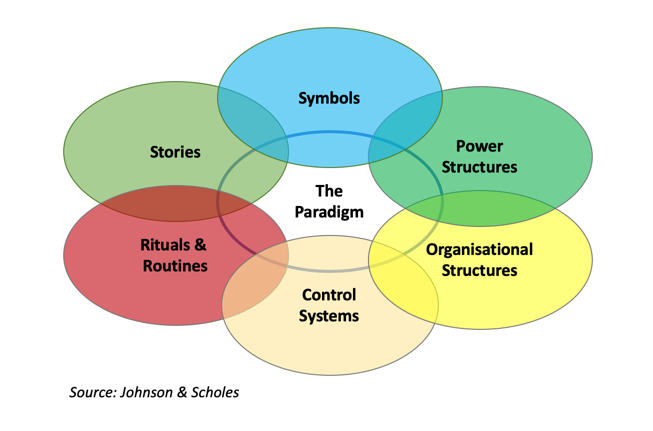 Symbols
Stories
Power
Structures
The
Paradigm
Rituals &
Routines
Organisational
Structures
Control
Systems
Source: Johnson & Scholes